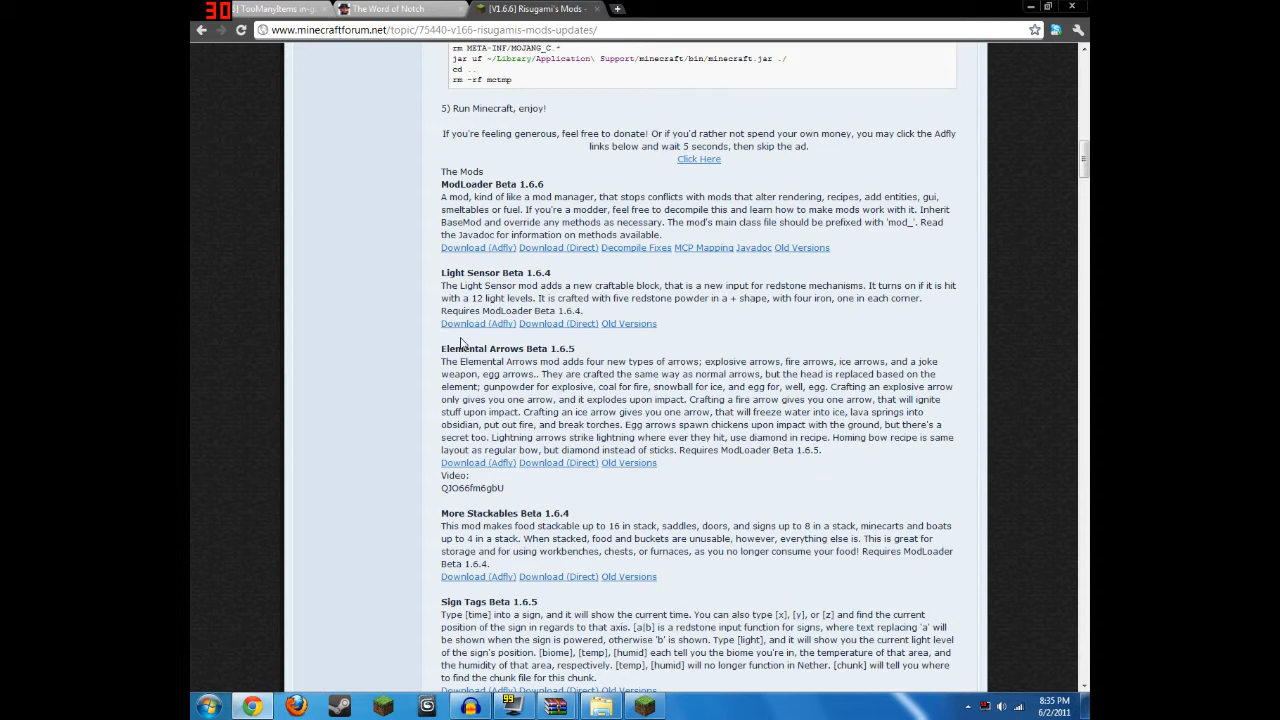 30
] TooManyItems in-g
The Word of Notch
[V1.6.6] Risugami's Mods -
www.minecraftforum.net/topic/75440-v166-risugamis-mods-updates/
rm META-INF/MOJANG_C.*
jar uf ~/Library/Application\ Support/minecraft/bin/minecraft.jar ./
cd ..
rm -rf mctmp
5) Run Minecraft, enjoy!
If you're feeling generous, feel free to donate! Or if you'd rather not spend your own money, you may click the Adfly
links below and wait 5 seconds, then skip the ad.
Click Here
The Mods
ModLoader Beta 1.6.6
A mod, kind of like a mod manager, that stops conflicts with mods that alter rendering, recipes, add entities, gui,
smeltables or fuel. If you're a modder, feel free to decompile this and learn how to make mods work with it. Inherit
BaseMod and override any methods as necessary. The mod's main class file should be prefixed with 'mod_'. Read
the Javadoc for information on methods available.
Download (Adfly) Download (Direct) Decompile Fixes MCP Mapping Javadoc Old Versions
Light Sensor Beta 1.6.4
The Light Sensor mod adds a new craftable block, that is a new input for redstone mechanisms. It turns on if it is hit
with a 12 light levels. It is crafted with five redstone powder in a + shape, with four iron, one in each corner.
Requires ModLoader Beta 1.6.4.
Download (Adfly) Download (Direct) Old Versions
Elemental Arrows Beta 1.6.5
The Elemental Arrows mod adds four new types of arrows; explosive arrows, fire arrows, ice arrows, and a joke
weapon, egg arrows.. They are crafted the same way as normal arrows, but the head is replaced based on the
element; gunpowder for explosive, coal for fire, snowball for ice, and egg for, well, egg. Crafting an explosive arrow
only gives you one arrow, and it explodes upon impact. Crafting a fire arrow gives you one arrow, that will ignite
stuff upon impact. Crafting an ice arrow gives you one arrow, that will freeze water into ice, lava springs into
obsidian, put out fire, and break torches. Egg arrows spawn chickens upon impact with the ground, but there's a
secret too. Lightning arrows strike lightning where ever they hit, use diamond in recipe. Homing bow recipe is same
layout as regular bow, but diamond instead of sticks. Requires ModLoader Beta 1.6.5.
Download (Adfly) Download (Direct) Old Versions
Video:
QJO66fm6gbU
More Stackables Beta 1.6.4
This mod makes food stackable up to 16 in stack, saddles, doors, and signs up to 8 in a stack, minecarts and boats
up to 4 in a stack. When stacked, food and buckets are unusable, however, everything else is. This is great for
storage and for using workbenches, chests, or furnaces, as you no longer consume your food! Requires ModLoader
Beta 1.6.4.
Download (Adfly) Download (Direct) Old Versions
Sign Tags Beta 1.6.5
Type [time] into a sign, and it will show the current time. You can also type [x], [y], or [z] and find the current
position of the sign in regards to that axis. [a|b] is a redstone input function for signs, where text replacing 'a' will
be shown when the sign is powered, otherwise 'b' is shown. Type [light], and it will show you the current light level
of the sign's position. [biome], [temp], [humid] each tell you the biome you're in, the temperature of that area, and
the humidity of that area, respectively. [temp], [humid] will no longer function in Nether. [chunk] will tell you where
to find the chunk file for this chunk.
Download (Adfly) Download (Direct) Old Versions
99
8:35 PM
6/2/2011